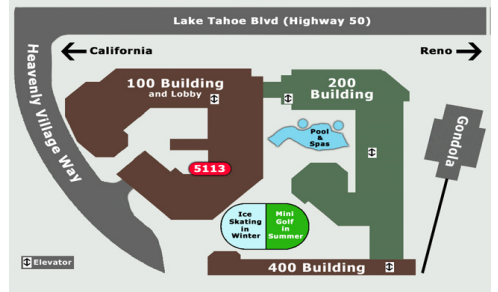 Lake Tahoe Blvd (Highway 50)
California
Reno
Heavenly Village Way
100 Building
and Lobby
200
Building
Gondola
Pool
&
Spas
5113
Ice
Skating
in
Winter
Mini
Golf
in
Summer
400 Building
Elevator